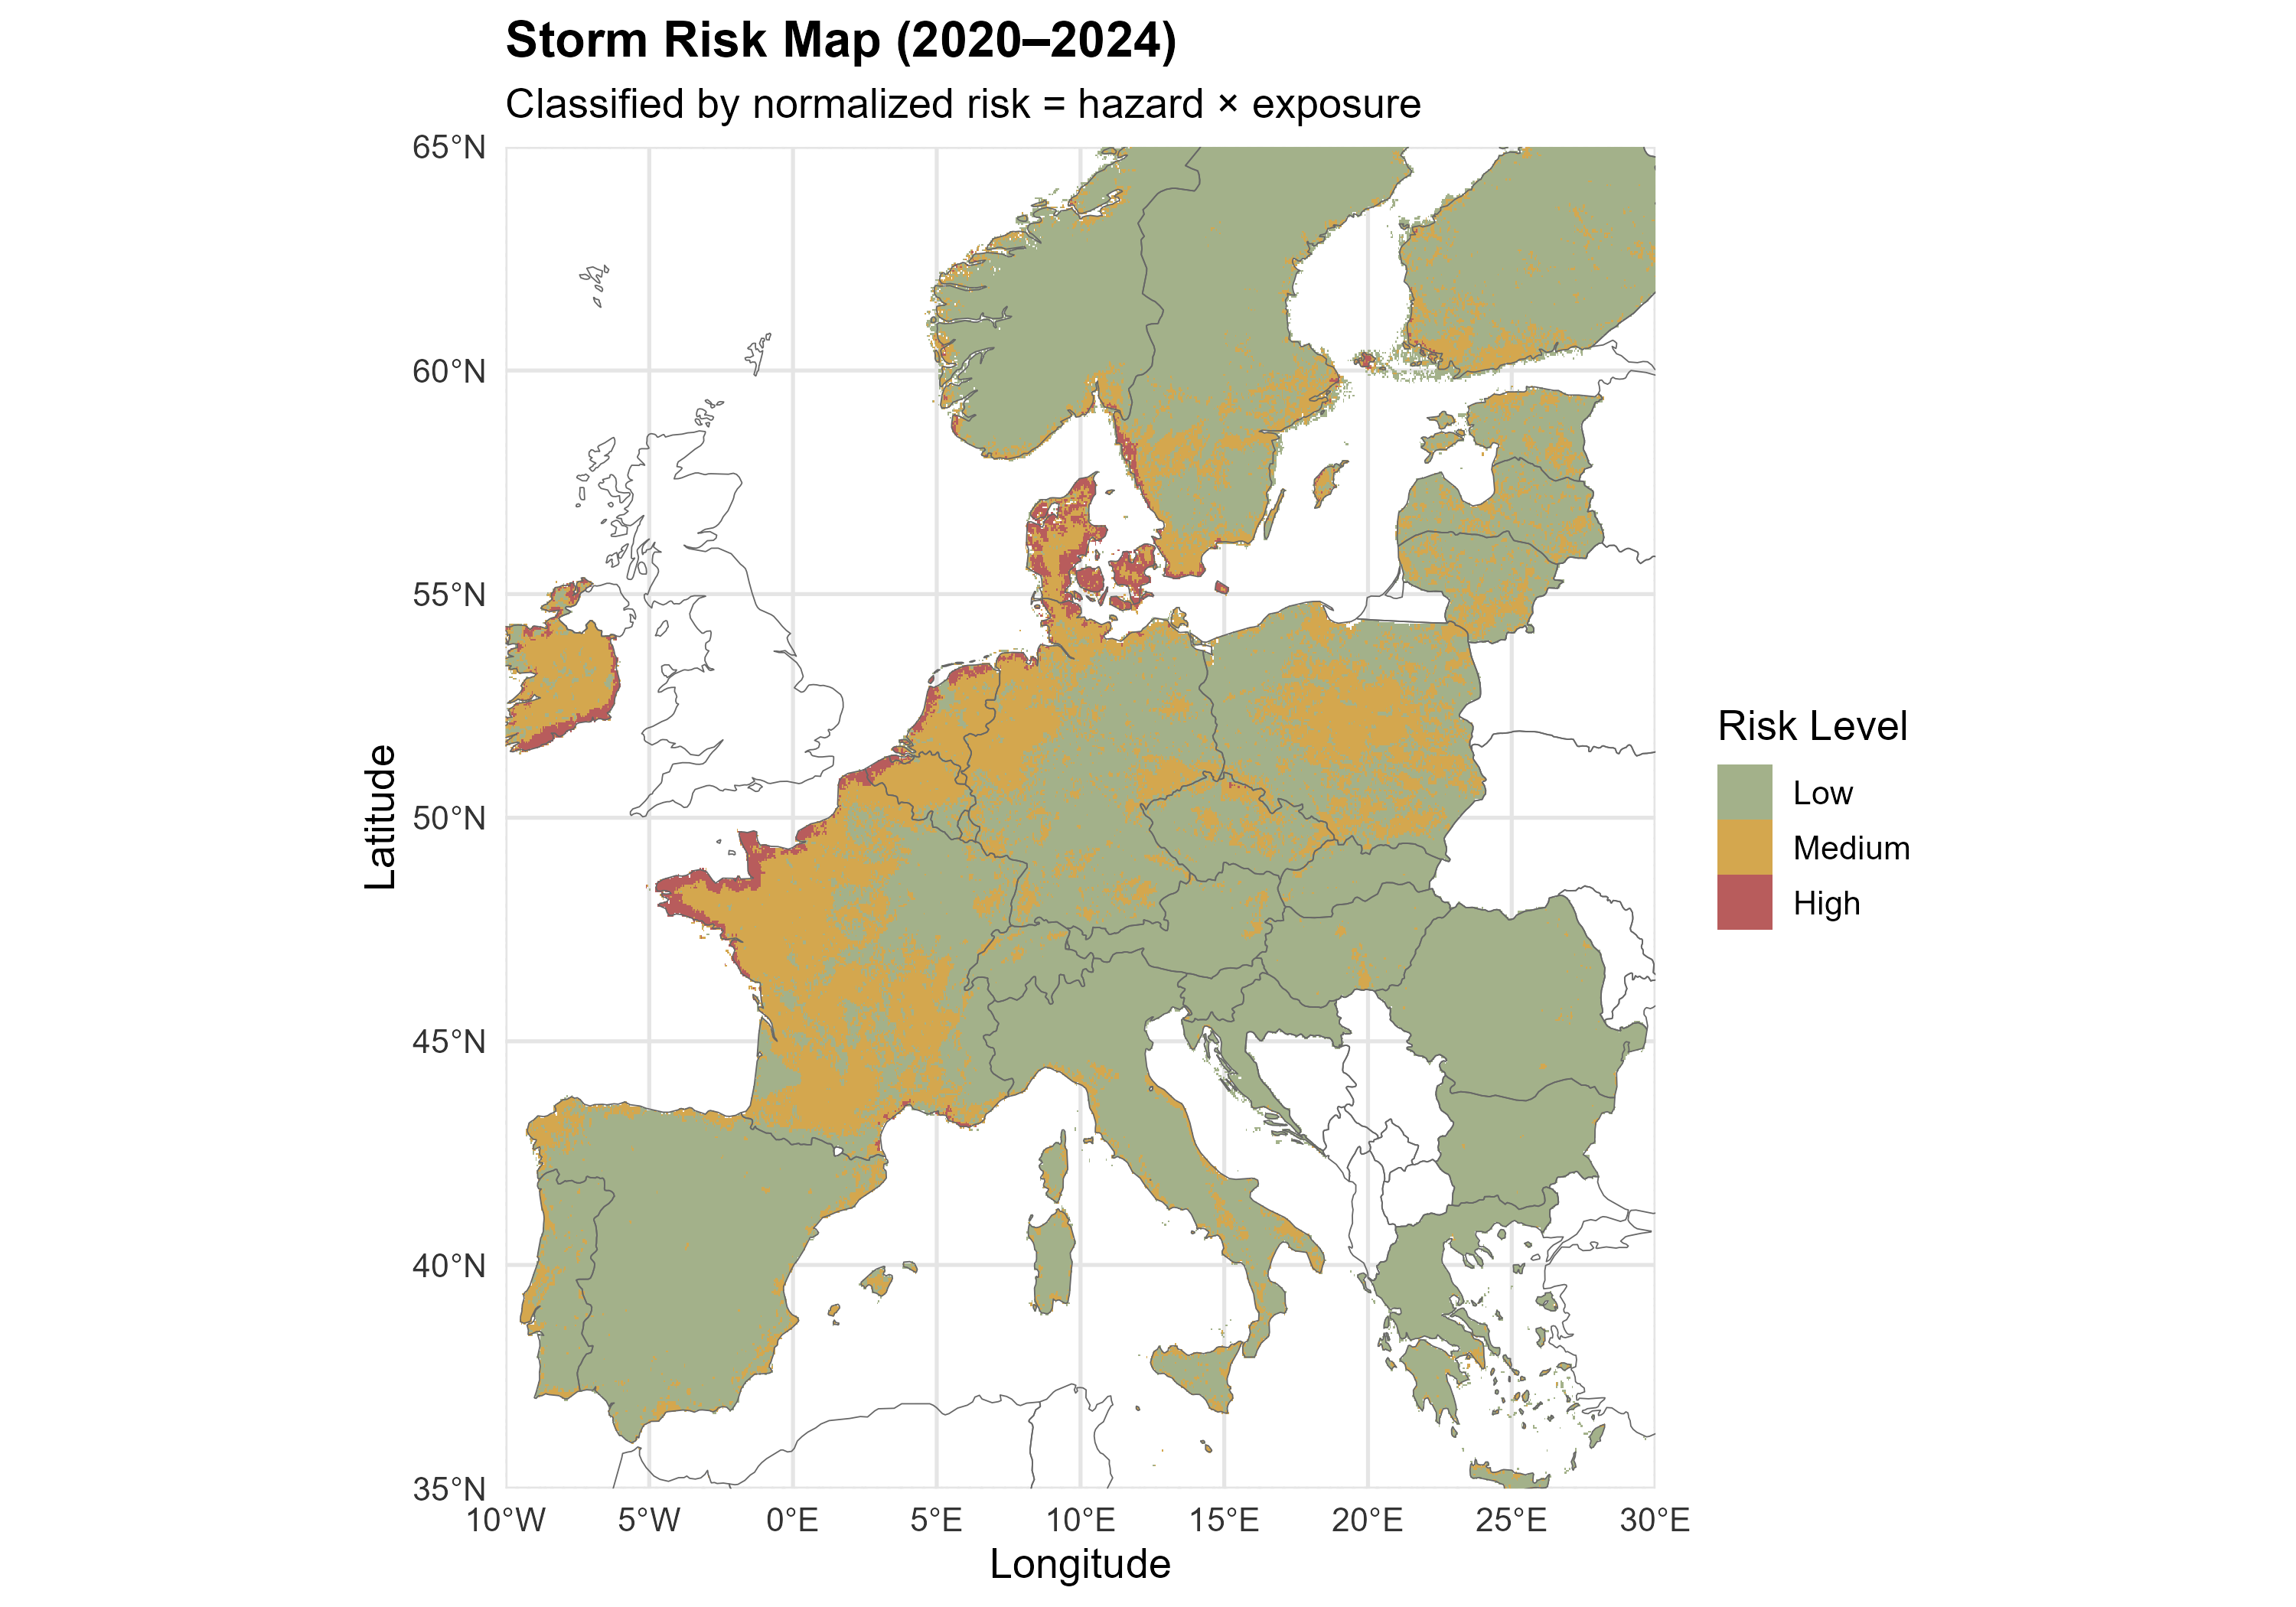 Storm Risk Map (2020–2024)
Classified by normalized risk = hazard × exposure
65°N
60°N
55°N
50°N
45°N
40°N
35°N
Latitude
10°W 5°W 0°E 5°E 10°E 15°E 20°E 25°E 30°E
Longitude
Risk Level
Low
Medium
High